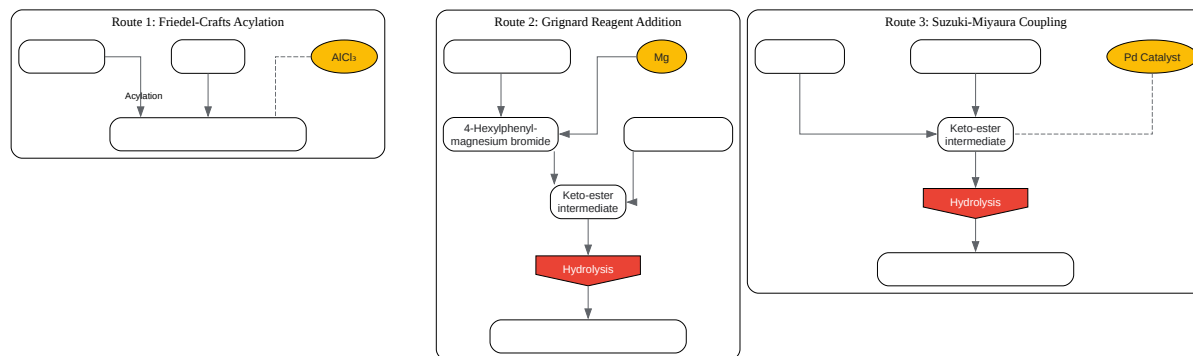 Route 1: Friedel-Crafts Acylation
AlCl₃
Acylation
Route 2: Grignard Reagent Addition
Mg
4-Hexylphenyl-
magnesium bromide
Keto-ester
intermediate
Hydrolysis
Route 3: Suzuki-Miyaura Coupling
Pd Catalyst
Keto-ester
intermediate
Hydrolysis